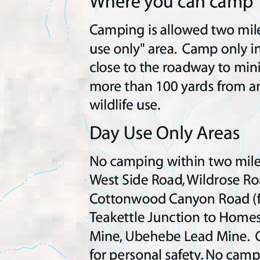 Where you can camp
Camping is allowed two mile
use only" area. Camp only in
close to the roadway to mini
more than 100 yards from a
wildlife use.
Day Use Only Areas
No camping within two mile
West Side Road, Wildrose Ro
Cottonwood Canyon Road (f
Teakettle Junction to Homes
Mine, Ubehebe Lead Mine. C
for personal safety. No camp